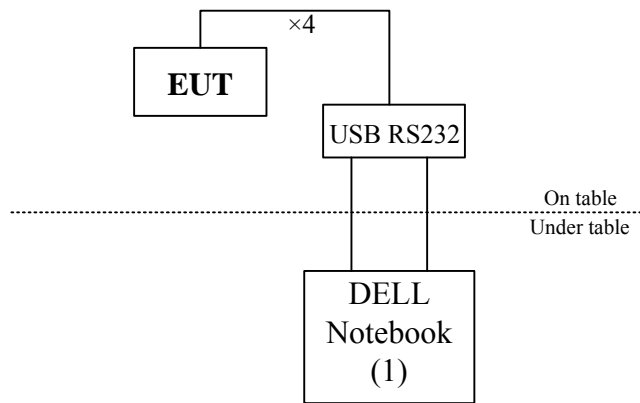 ×4
EUT
USB RS232
On table
Under table
DELL
Notebook
(1)